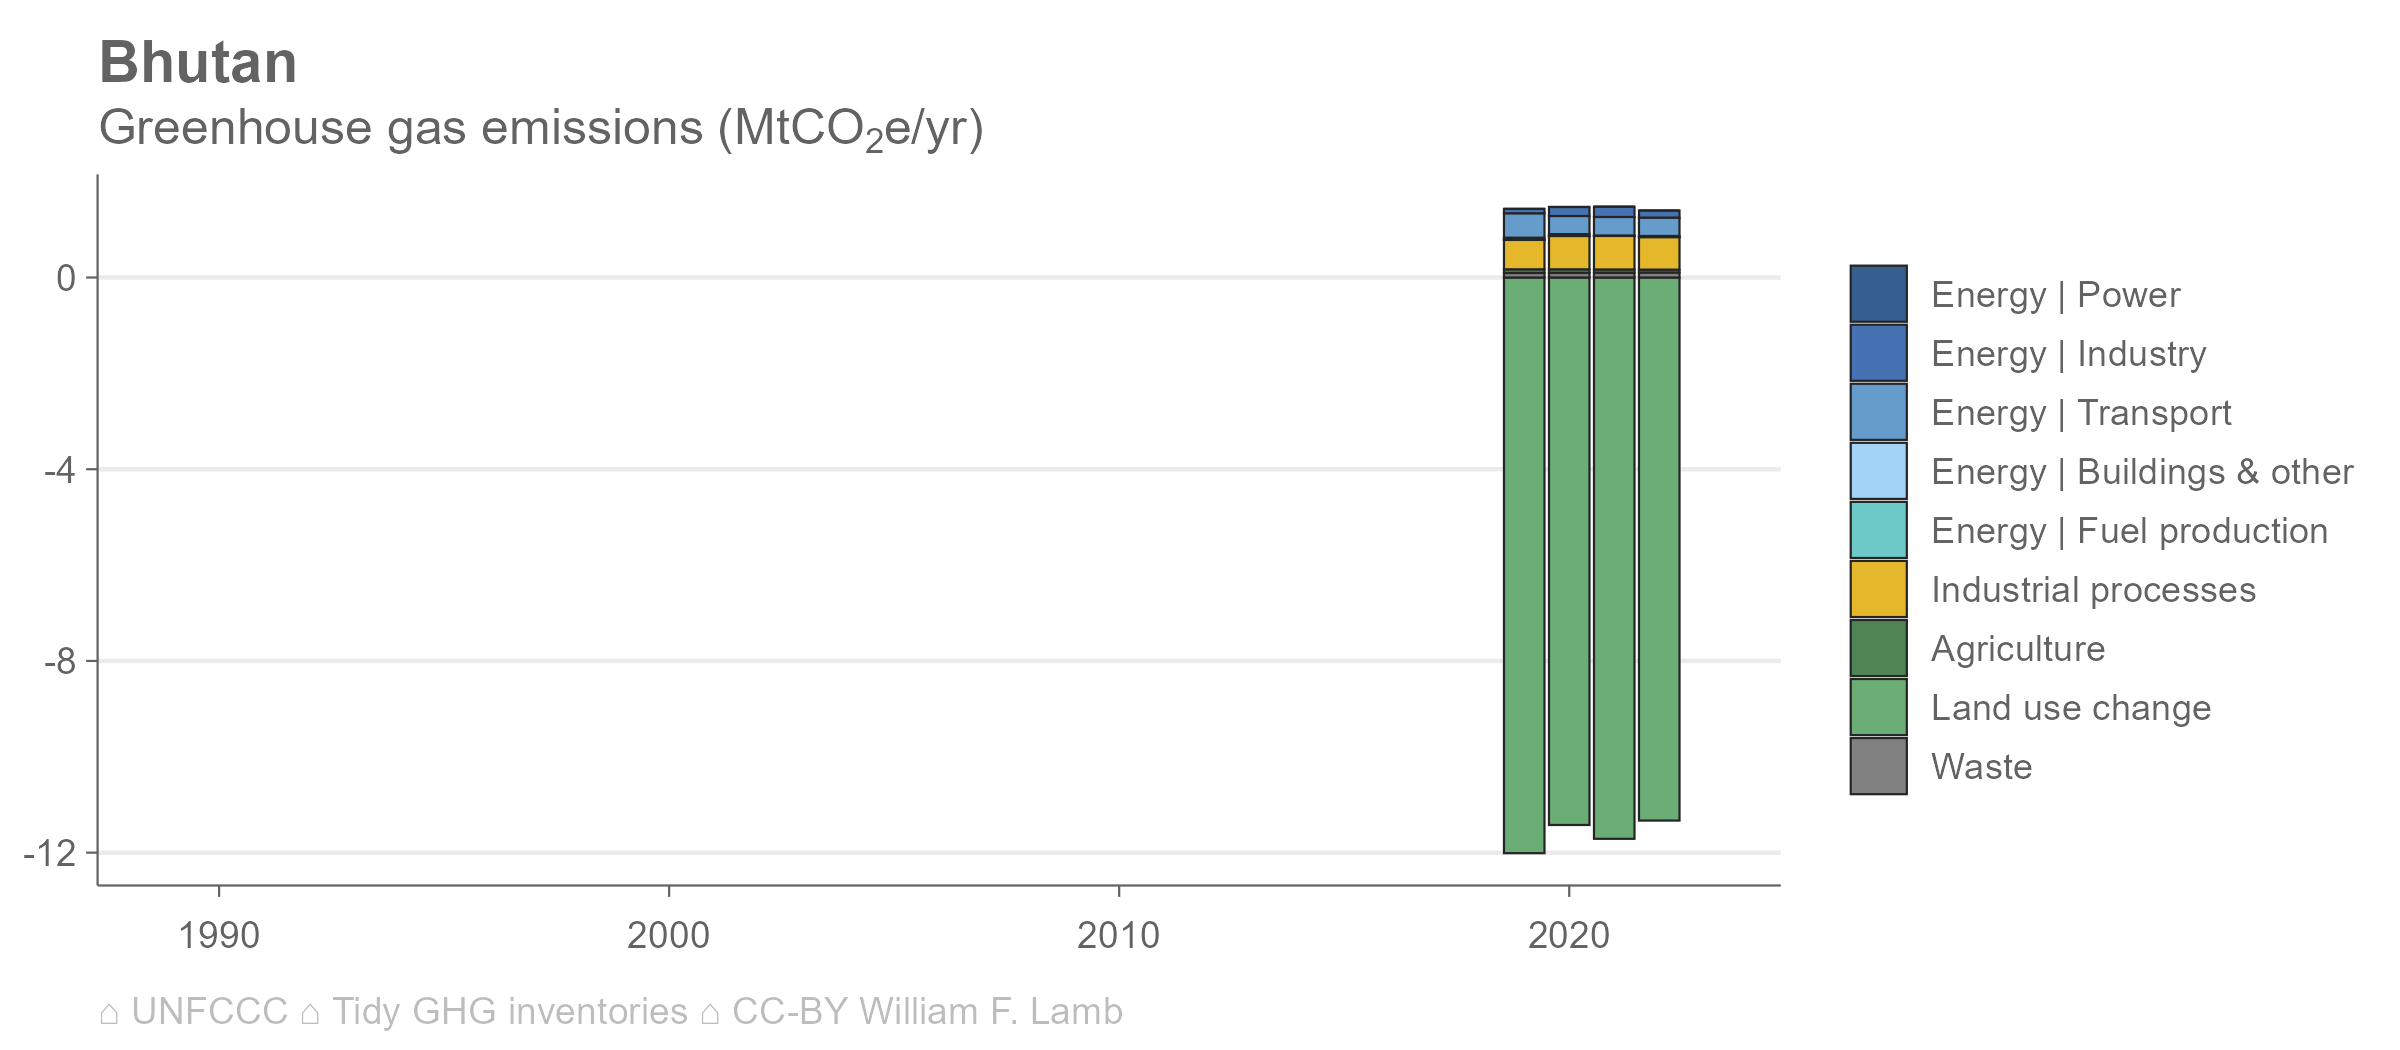 Bhutan
Greenhouse gas emissions (MtCO₂e/yr)
0
-4
-8
-12
1990 2000 2010 2020
Energy | Power
Energy | Industry
Energy | Transport
Energy | Buildings & other
Energy | Fuel production
Industrial processes
Agriculture
Land use change
Waste
⌂ UNFCCC ⌂ Tidy GHG inventories ⌂ CC-BY William F. Lamb